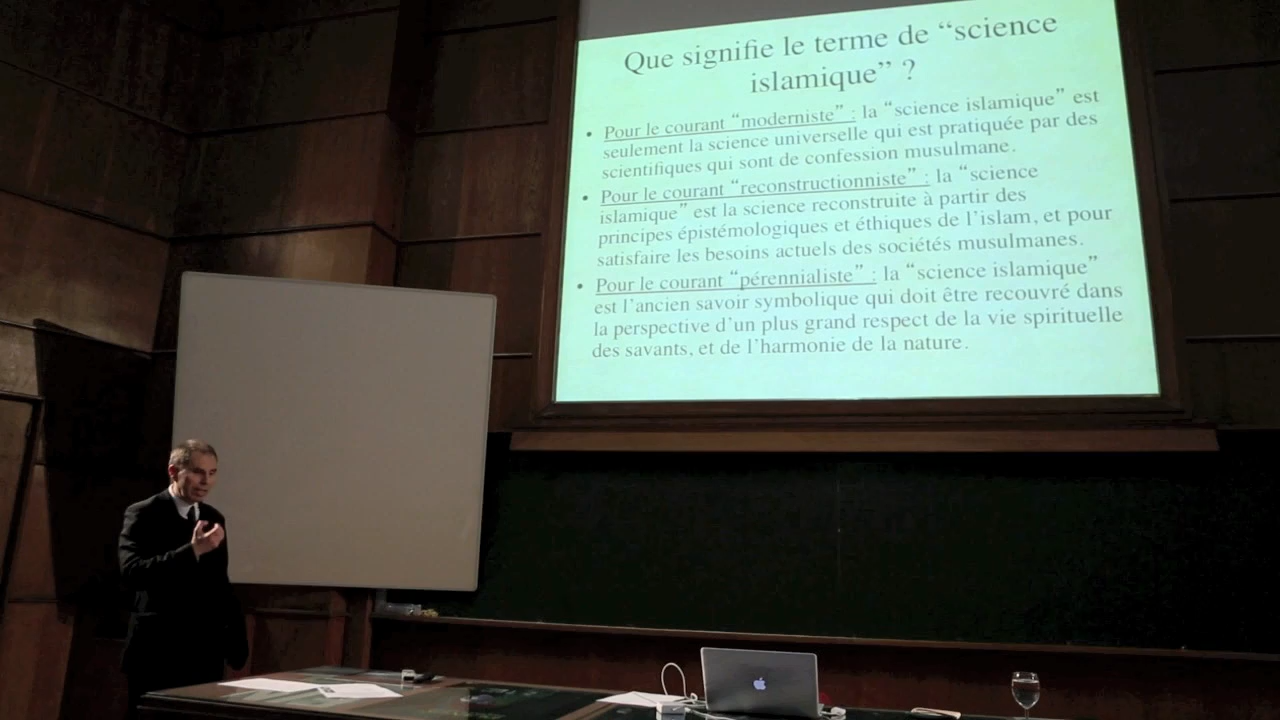 Que signifie le terme de “science
islamique” ?
• Pour le courant “moderniste” : la “science islamique” est
seulement la science universelle qui est pratiquée par des
scientifiques qui sont de confession musulmane.
• Pour le courant “reconstructionniste” : la “science
islamique” est la science reconstruite à partir des
principes épistémologiques et éthiques de l’islam, et pour
satisfaire les besoins actuels des sociétés musulmanes.
• Pour le courant “pérennialiste” : la “science islamique”
est l’ancien savoir symbolique qui doit être recouvré dans
la perspective d’un plus grand respect de la vie spirituelle
des savants, et de l’harmonie de la nature.